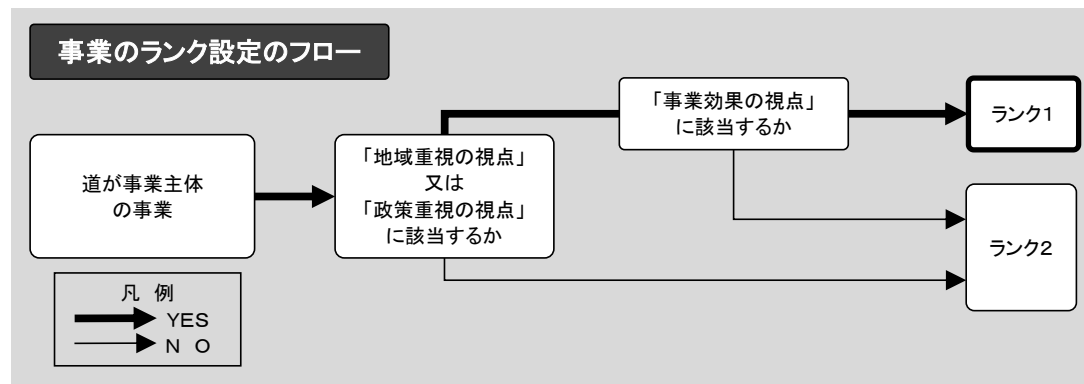 事業のランク設定のフロー
道が事業主体
の事業
「地域重視の視点」
又は
「政策重視の視点」
に該当するか
「事業効果の視点」
に該当するか
ランク1
ランク2
凡 例
YES
N O